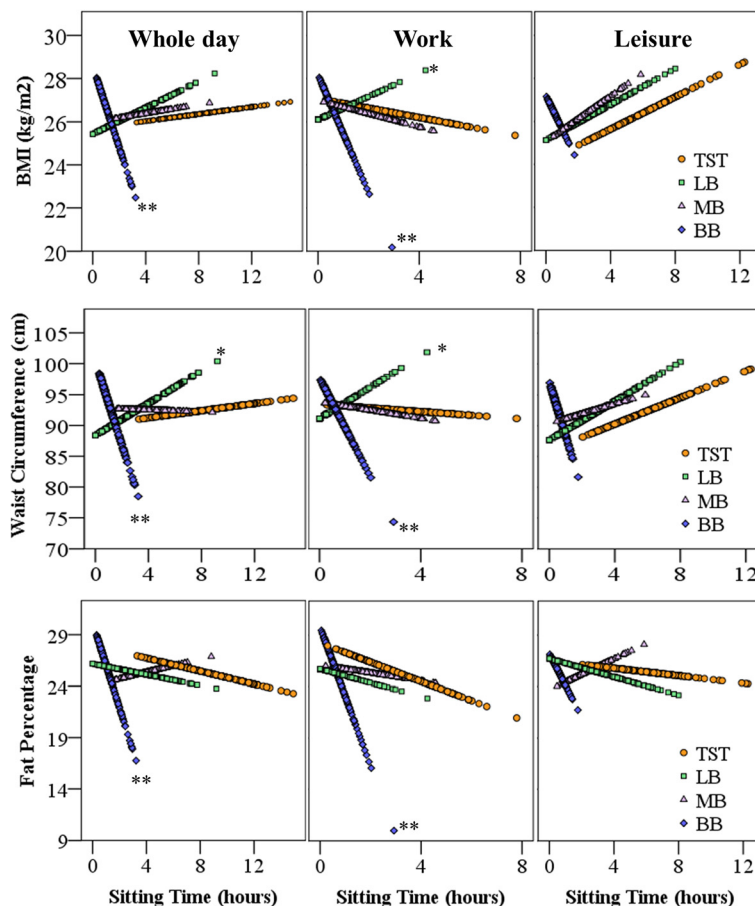 Whole day
Work
Leisure
BMI (kg/m2)
30
28
26
24
22
20
**
*
**
TST
LB
MB
BB
0 4 8 12
0 4 8
0 4 8 12
Waist Circumference (cm)
105
100
95
90
85
80
75
70
*
**
*
**
TST
LB
MB
BB
0 4 8 12
0 4 8
0 4 8 12
Fat Percentage
29
24
19
14
9
**
**
TST
LB
MB
BB
0 4 8 12
0 4 8
0 4 8 12
Sitting Time (hours)
Sitting Time (hours)
Sitting Time (hours)